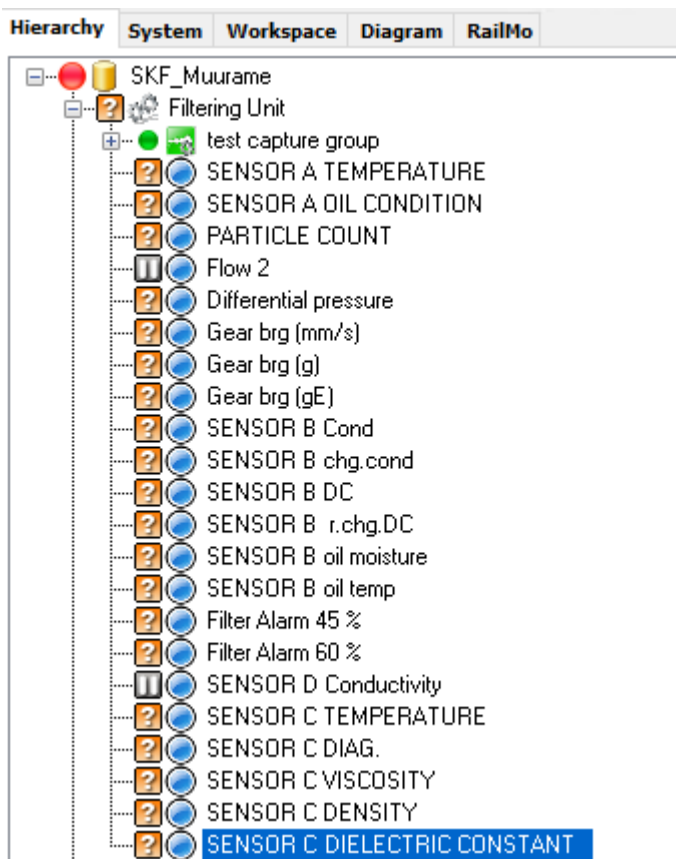 Hierarchy System Workspace Diagram RailMo
SKF_Muurame
Filtering Unit
test capture group
SENSOR A TEMPERATURE
SENSOR A OIL CONDITION
PARTICLE COUNT
Flow 2
Differential pressure
Gear brg (mm/s)
Gear brg (g)
Gear brg (gE)
SENSOR B Cond
SENSOR B chg.cond
SENSOR B DC
SENSOR B r.chg.DC
SENSOR B oil moisture
SENSOR B oil temp
Filter Alarm 45 %
Filter Alarm 60 %
SENSOR D Conductivity
SENSOR C TEMPERATURE
SENSOR C DIAG.
SENSOR C VISCOSITY
SENSOR C DENSITY
SENSOR C DIELECTRIC CONSTANT